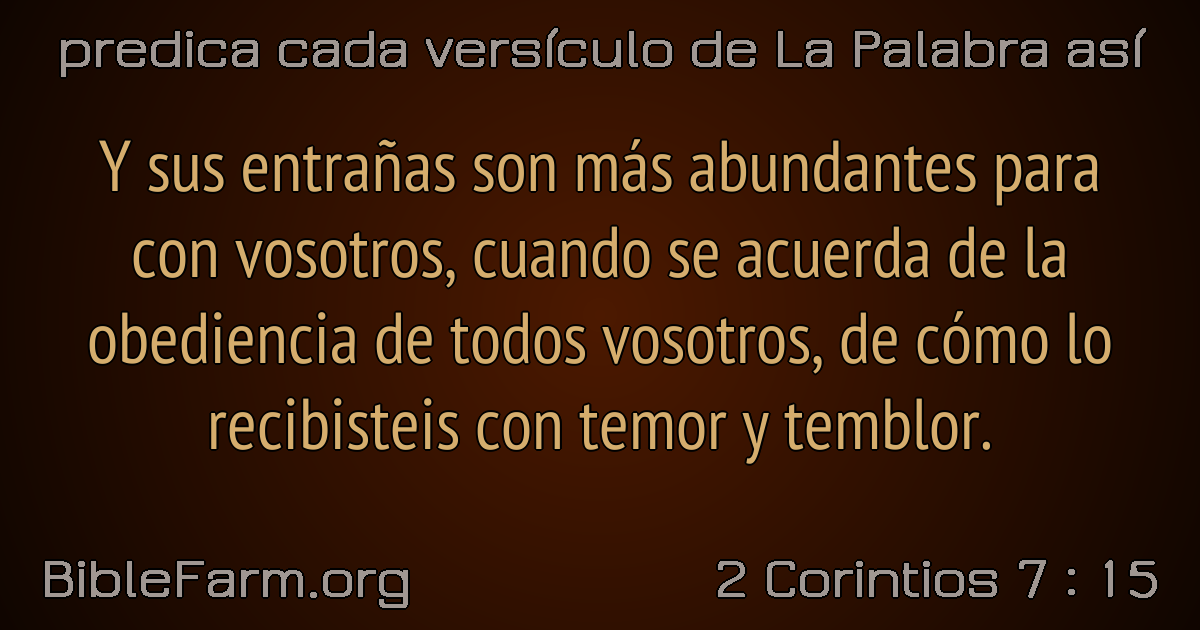 predica cada versículo de La Palabra así
Y sus entrañas son más abundantes para
con vosotros, cuando se acuerda de la
obediencia de todos vosotros, de cómo lo
recibisteis con temor y temblor.
BibleFarm.org
2 Corintios 7 : 15